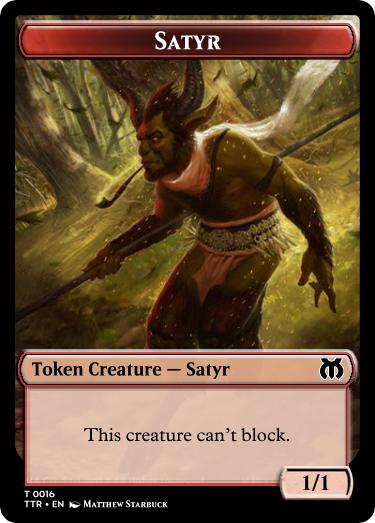 Satyr
Token Creature — Satyr
This creature can't block.
1/1
T 0016
TTR • EN Matthew Starbuck